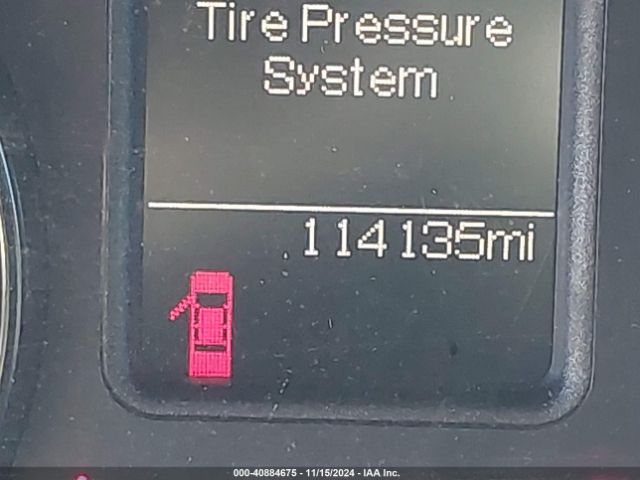 Tire Pressure
System
114135mi
000-40884675 - 11/15/2024 - IAA Inc.